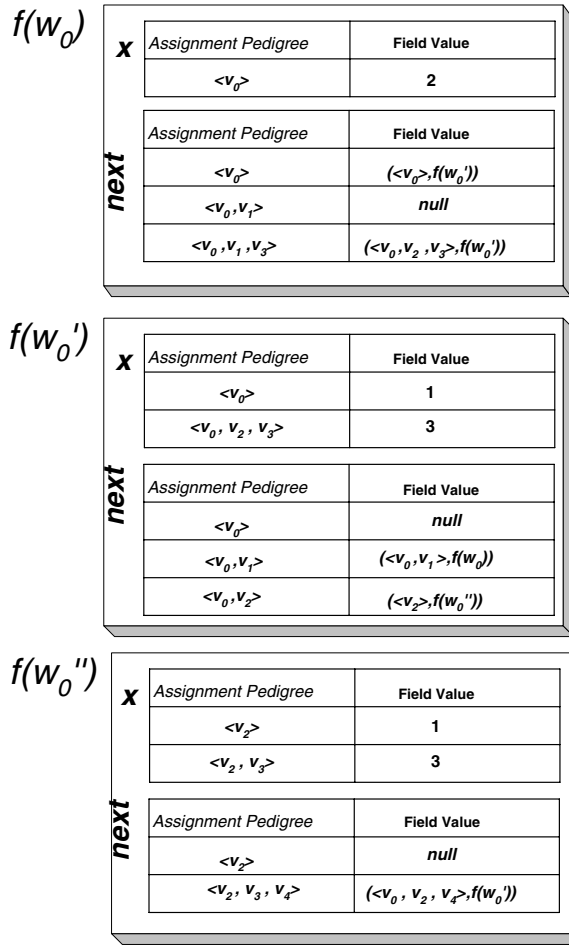 f(w₀)
x
Assignment Pedigree Field Value
<v₀> 2
next
Assignment Pedigree Field Value
<v₀> (<v₀>,f(w₀'))
<v₀,v₁> null
<v₀,v₁,v₃> (<v₀,v₂ ,v₃>,f(w₀'))
f(w₀')
x
Assignment Pedigree Field Value
<v₀> 1
<v₀ , v₂ , v₃> 3
next
Assignment Pedigree Field Value
<v₀> null
<v₀,v₁> (<v₀,v₁ >,f(w₀))
<v₀,v₂> (<v₂>,f(w₀''))
f(w₀'')
x
Assignment Pedigree Field Value
<v₂> 1
<v₂ , v₃> 3
next
Assignment Pedigree Field Value
<v₂> null
<v₂, v₃ , v₄> (<v₀ , v₂ , v₄>,f(w₀'))